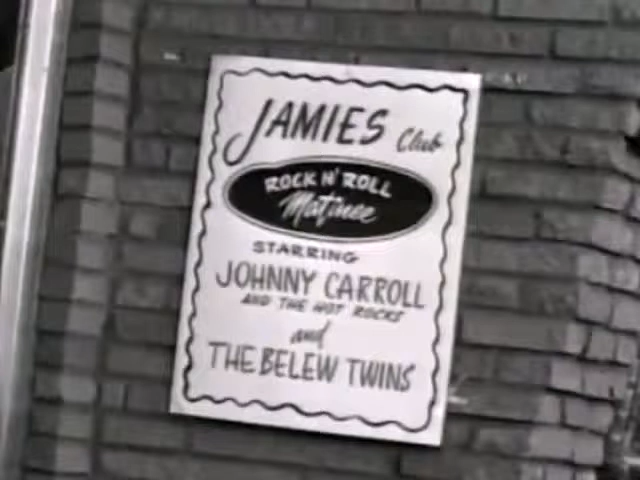 JAMIES Club
ROCK N' ROLL
Matinee
STARRING
JOHNNY CARROLL
AND THE HOT ROCKS
and
THE BELEW TWINS